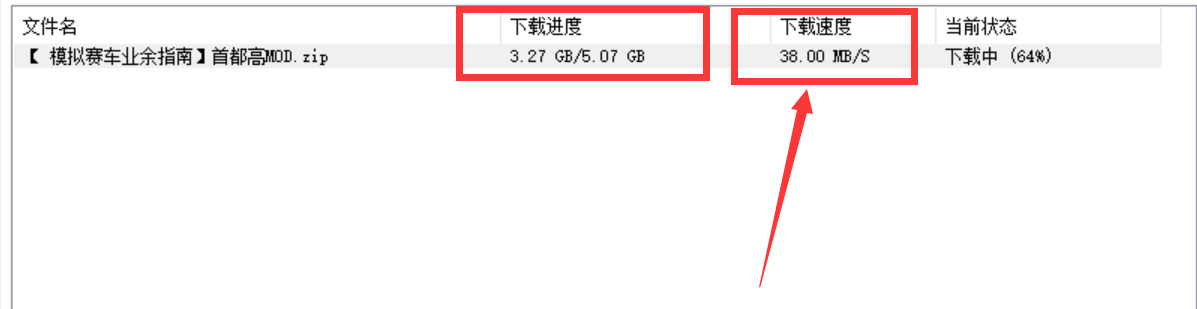 文件名 下载进度 下载速度 当前状态
【 模拟赛车业余指南】首都高MOD.zip 3.27 GB/5.07 GB 38.00 MB/S 下载中 (64%)